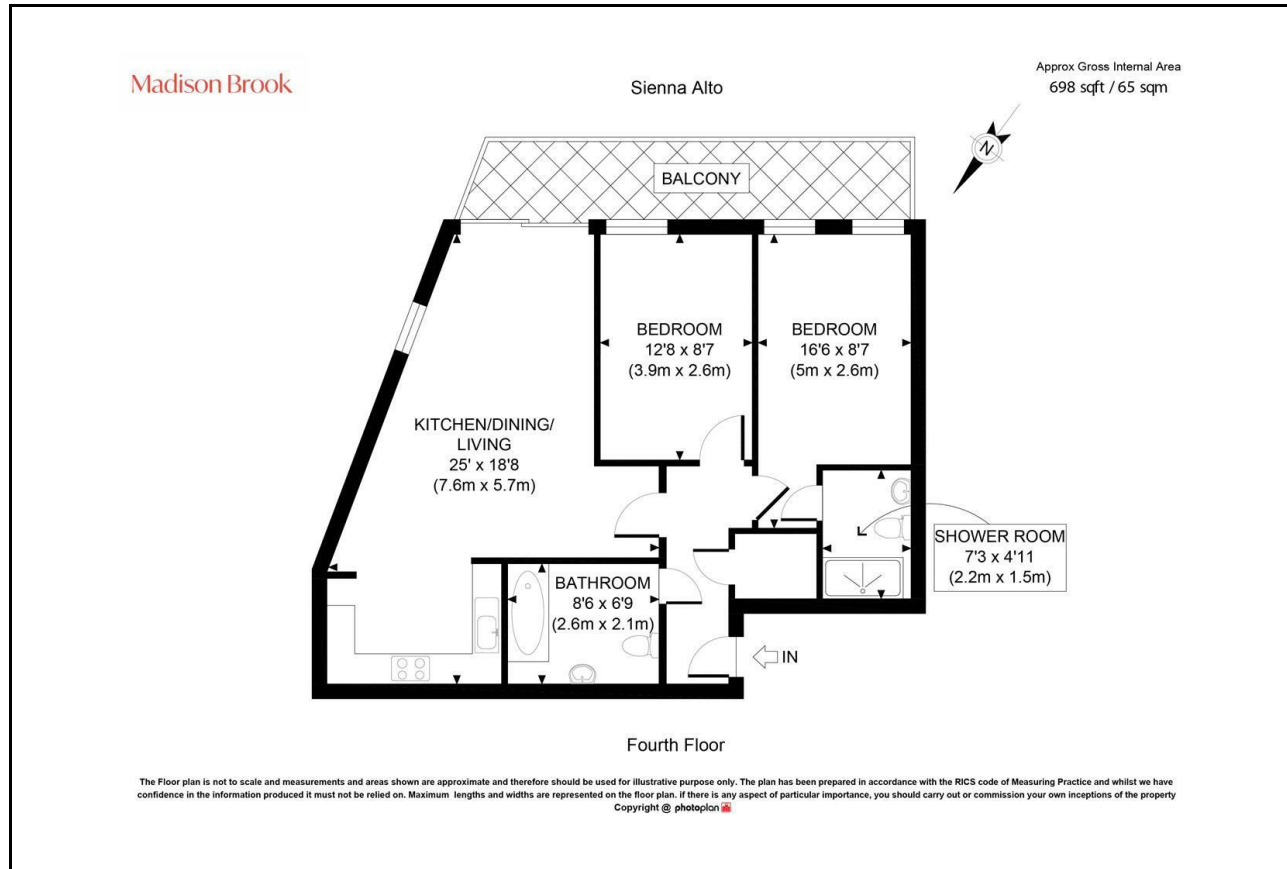 Madison Brook
Sienna Alto
Approx Gross Internal Area
698 sqft / 65 sqm
N
BALCONY
BEDROOM
12'8 x 8'7
(3.9m x 2.6m)
BEDROOM
16'6 x 8'7
(5m x 2.6m)
KITCHEN/DINING/
LIVING
25' x 18'8
(7.6m x 5.7m)
SHOWER ROOM
7'3 x 4'11
(2.2m x 1.5m)
BATHROOM
8'6 x 6'9
(2.6m x 2.1m)
IN
Fourth Floor
The Floor plan is not to scale and measurements and areas shown are approximate and therefore should be used for illustrative purpose only. The plan has been prepared in accordance with the RICS code of Measuring Practice and whilst we have
confidence in the information produced it must not be relied on. Maximum lengths and widths are represented on the floor plan. if there is any aspect of particular importance, you should carry out or commission your own inceptions of the property
Copyright @ photoplan